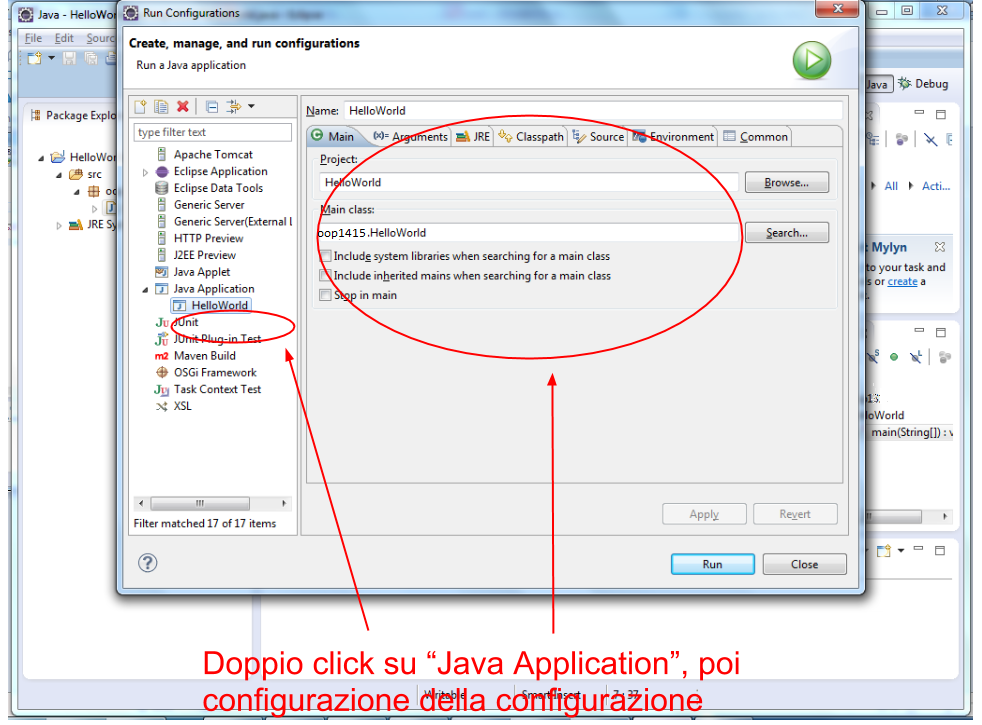 Java - HelloWor
Run Configurations
File Edit Sourc
Create, manage, and run configurations
Run a Java application
Java Debug
Package Explo
HelloWor
src
JRE Sy
type filter text
Apache Tomcat
Eclipse Application
Eclipse Data Tools
Generic Server
Generic Server(External L
HTTP Preview
J2EE Preview
Java Applet
Java Application
HelloWorld
JUnit
JUnit Plug-in Test
Maven Build
OSGi Framework
Task Context Test
XSL
Filter matched 17 of 17 items
Name: HelloWorld
Main Arguments JRE Classpath Source Environment Common
Project:
HelloWorld Browse...
Main class:
oop1415.HelloWorld Search...
Include system libraries when searching for a main class
Include inherited mains when searching for a main class
Stop in main
Apply Revert
Run Close
All Acti...
Mylyn
to your task and
s or create a
loWorld
main(String[]) : v
Doppio click su “Java Application”, poi
configurazione della configurazione
Writable Smart Insert 7 : 37